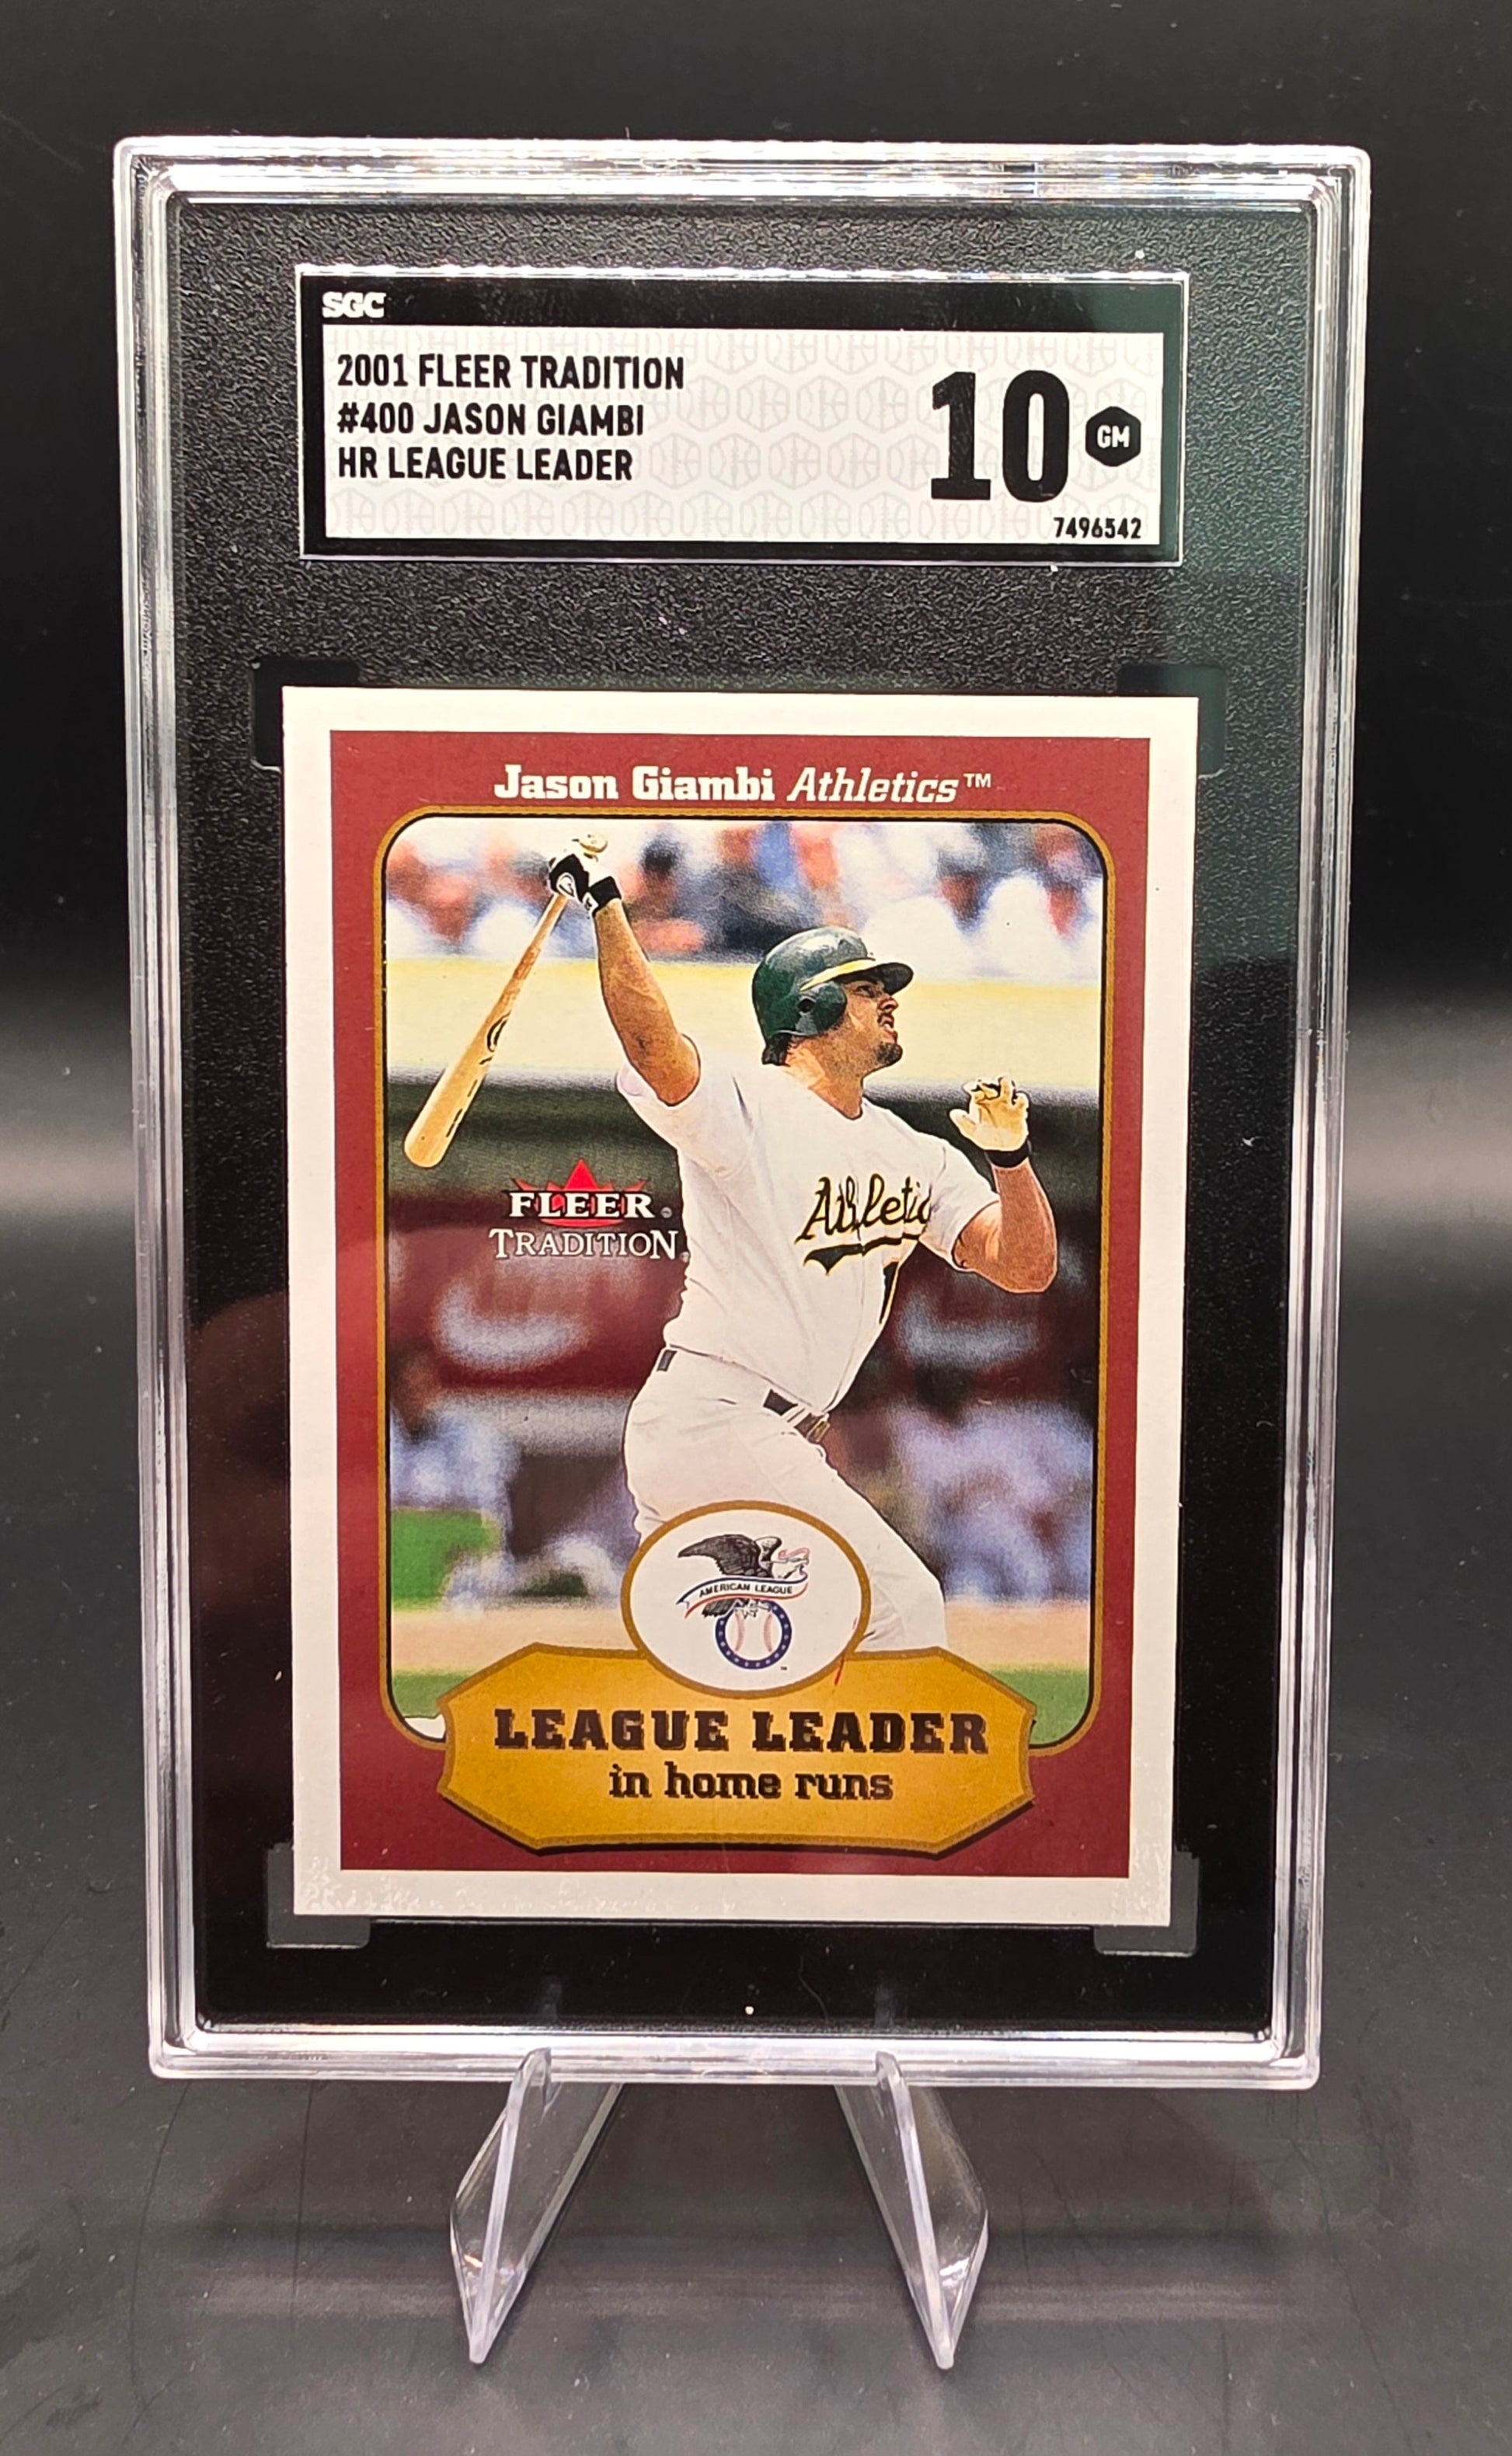 SGC
2001 FLEER TRADITION
#400 JASON GIAMBI
HR LEAGUE LEADER
10 GM
7496542
Jason Giambi Athletics™
FLEER®
TRADITION
Athletic
AMERICAN LEAGUE
LEAGUE LEADER
in home runs